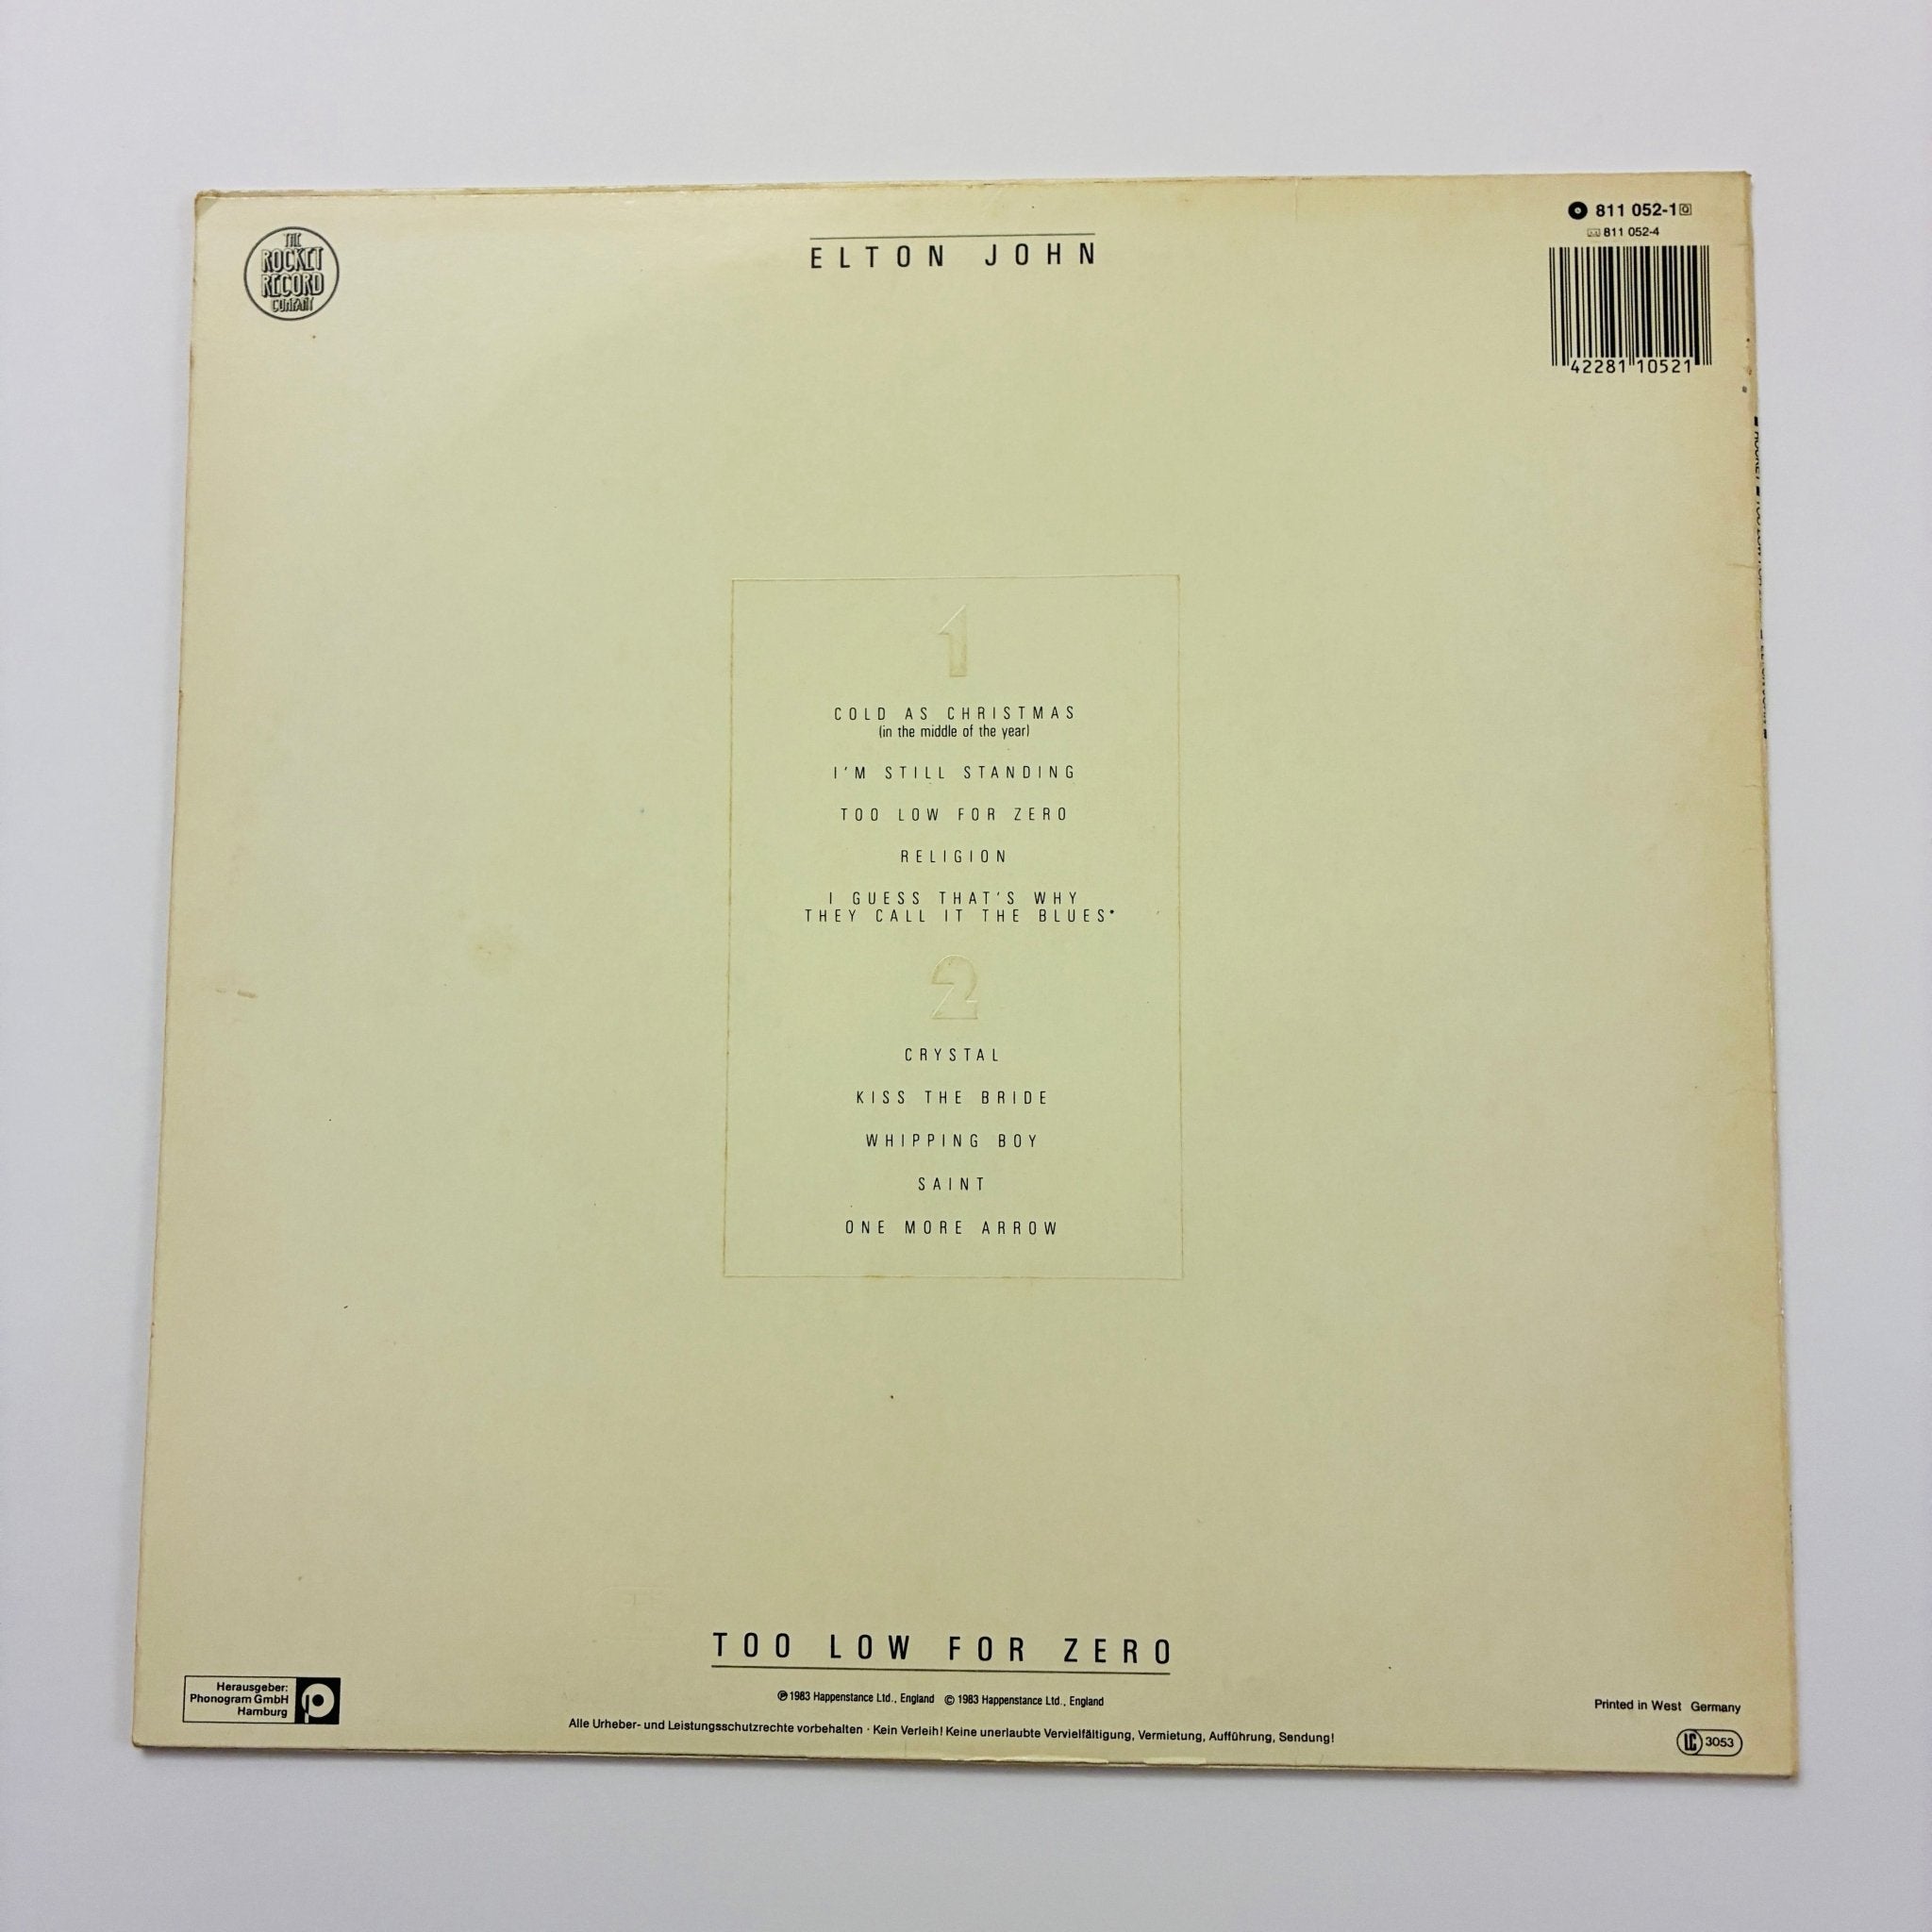 THE
ROCKET
RECORD
COMPANY
ELTON JOHN
811 052-1
811 052-4
42281 10521
1
COLD AS CHRISTMAS
(in the middle of the year)
I'M STILL STANDING
TOO LOW FOR ZERO
RELIGION
I GUESS THAT'S WHY
THEY CALL IT THE BLUES*
2
CRYSTAL
KISS THE BRIDE
WHIPPING BOY
SAINT
ONE MORE ARROW
TOO LOW FOR ZERO
Herausgeber:
Phonogram GmbH
Hamburg
℗ 1983 Happenstance Ltd., England © 1983 Happenstance Ltd., England
Alle Urheber- und Leistungsschutzrechte vorbehalten · Kein Verleih! Keine unerlaubte Vervielfältigung, Vermietung, Aufführung, Sendung!
Printed in West Germany
LC 3053